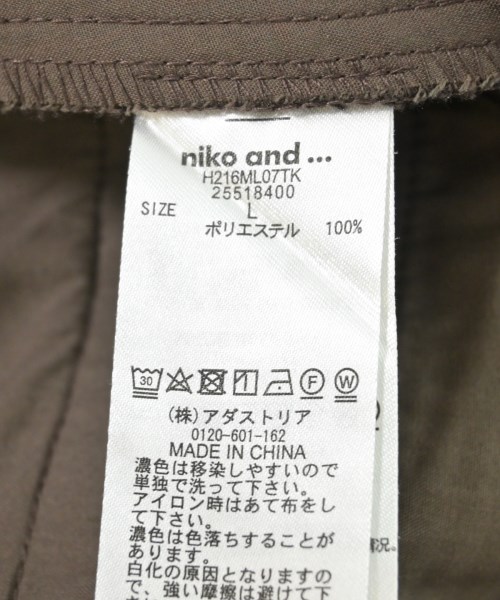 niko and ...
H216ML07TK
25518400
SIZE L
ポリエステル 100%
30 F W
(株)アダストリア
0120-601-162
MADE IN CHINA
濃色は移染しやすいので
単独で洗って下さい。
アイロン時はあて布をし
て下さい。
濃色は色落ちすることが
あります。
白化の原因となりますの
で、強い摩擦は避けて下
況。